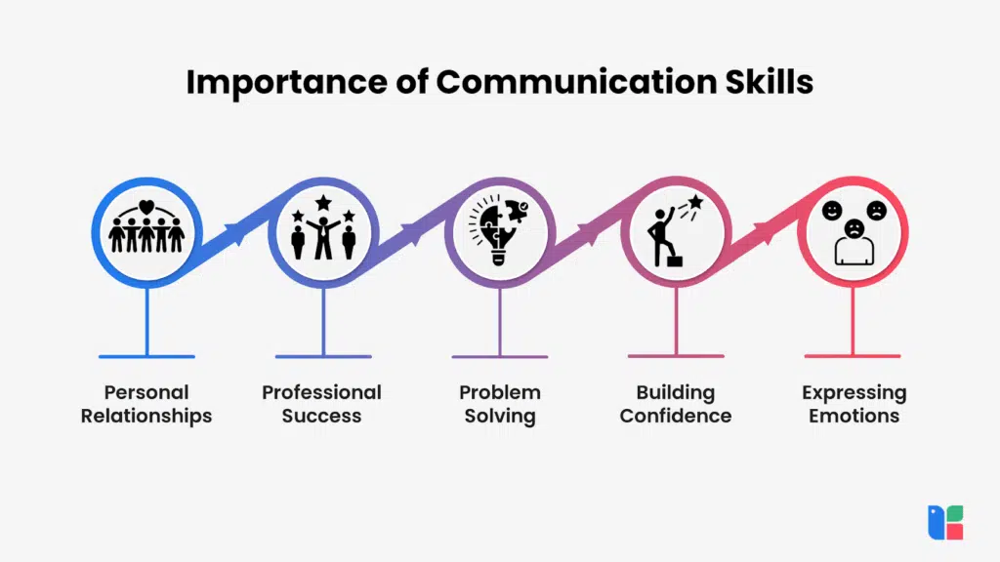 Importance of Communication Skills
Personal
Relationships
Professional
Success
Problem
Solving
Building
Confidence
Expressing
Emotions